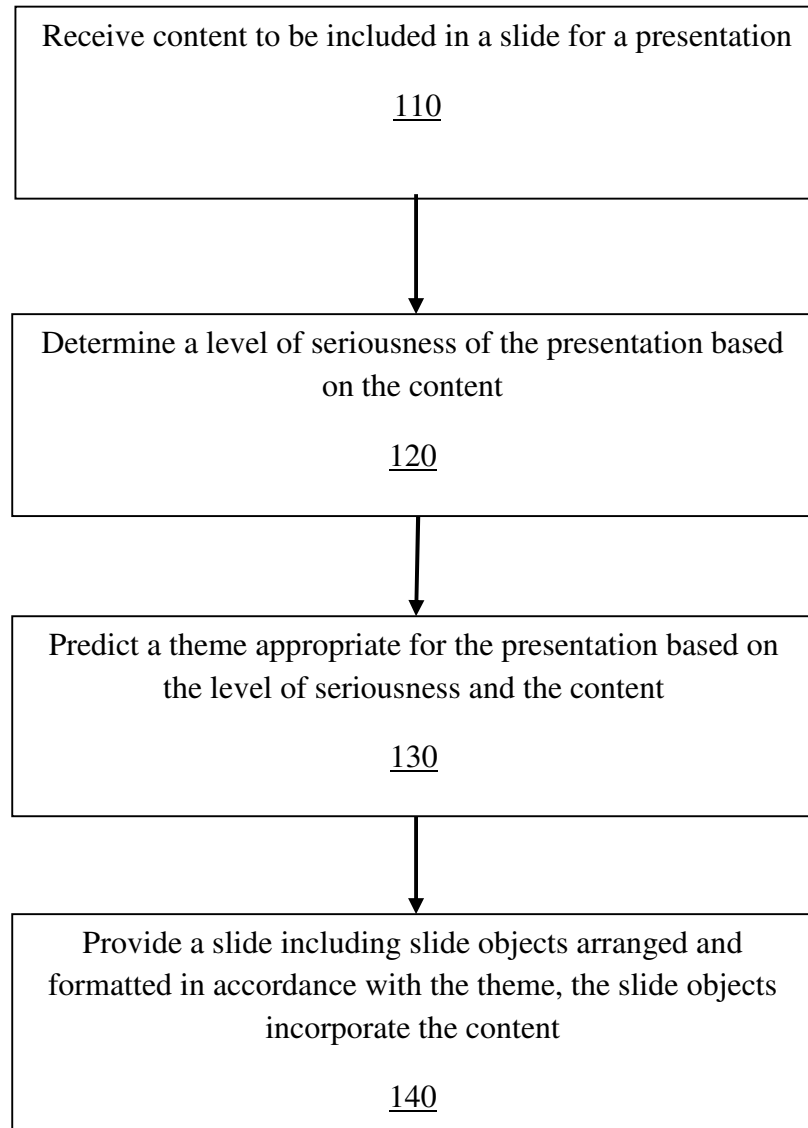 Receive content to be included in a slide for a presentation
110
Determine a level of seriousness of the presentation based
on the content
120
Predict a theme appropriate for the presentation based on
the level of seriousness and the content
130
Provide a slide including slide objects arranged and
formatted in accordance with the theme, the slide objects
incorporate the content
140